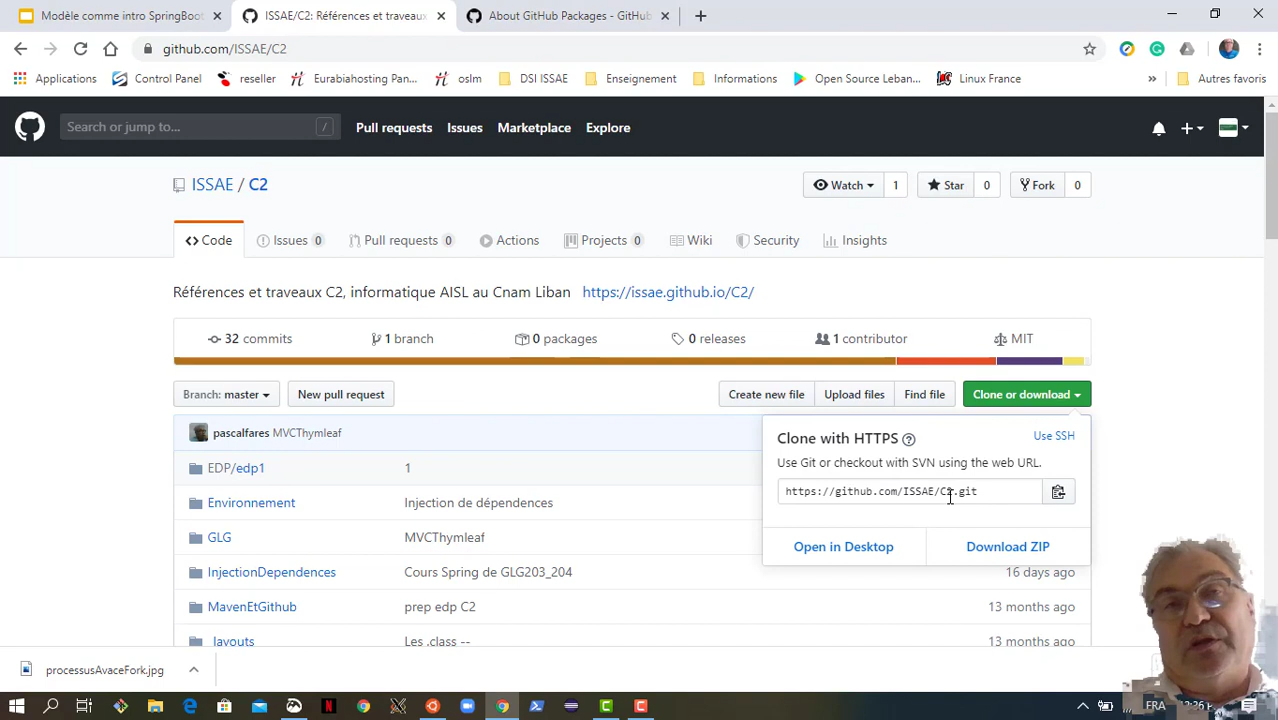 Modèle comme intro SpringBoot
ISSAE/C2: Références et traveaux
About GitHub Packages - GitHub
github.com/ISSAE/C2
Applications
Control Panel
reseller
Eurabiahosting Pan...
oslm
DSI ISSAE
Enseignement
Informations
Open Source Leban...
Linux France
»
Autres favoris
Search or jump to...
/
Pull requests
Issues
Marketplace
Explore
ISSAE / C2
Watch
1
Star
0
Fork
0
Code
Issues 0
Pull requests 0
Actions
Projects 0
Wiki
Security
Insights
Références et traveaux C2, informatique AISL au Cnam Liban https://issae.github.io/C2/
32 commits
1 branch
0 packages
0 releases
1 contributor
MIT
Branch: master
New pull request
Create new file
Upload files
Find file
Clone or download
pascalfares MVCThymleaf
Clone with HTTPS
Use SSH
Use Git or checkout with SVN using the web URL.
https://github.com/ISSAE/C2.git
Open in Desktop
Download ZIP
EDP/edp1
1
Environnement
Injection de dépendences
GLG
MVCThymleaf
InjectionDependences
Cours Spring de GLG203_204
16 days ago
MavenEtGithub
prep edp C2
13 months ago
layouts
Les .class --
13 months ago
processusAvaceFork.jpg
FRA